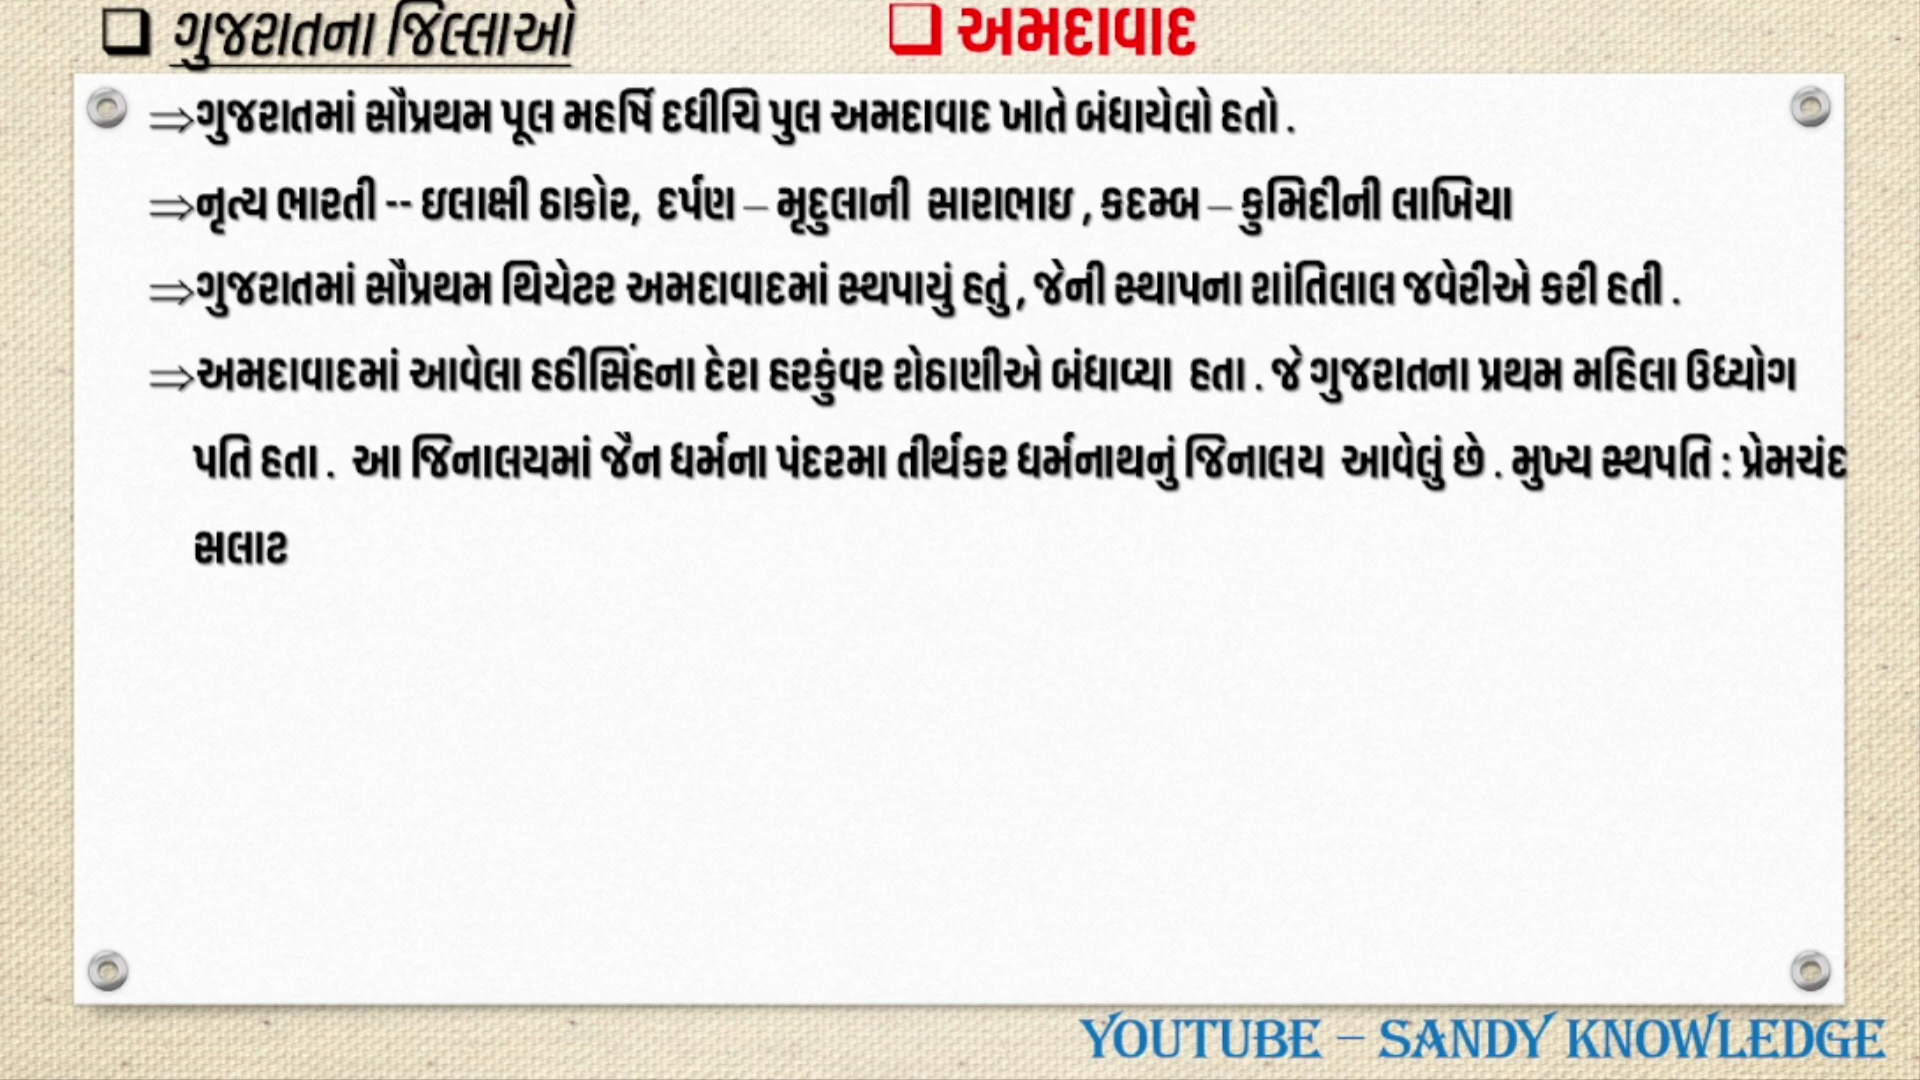 ❑ ગુજરાતના જિલ્લાઓ ❑ અમદાવાદ
⇒ગુજરાતમાં સૌપ્રથમ પૂલ મહર્ષિ દધીચિ પુલ અમદાવાદ ખાતે બંધાયેલો હતો .
⇒નૃત્ય ભારતી -- ઇલાક્ષી ઠાકોર, દર્પણ – મૃદુલાની સારાભાઇ , કદમ્બ – કુમિદીની લાખિયા
⇒ગુજરાતમાં સૌપ્રથમ થિયેટર અમદાવાદમાં સ્થપાયું હતું , જેની સ્થાપના શાંતિલાલ જવેરીએ કરી હતી .
⇒અમદાવાદમાં આવેલા હઠીસિંહના દેરા હરકુંવર શેઠાણીએ બંધાવ્યા હતા . જે ગુજરાતના પ્રથમ મહિલા ઉધ્યોગ
પતિ હતા . આ જિનાલયમાં જૈન ધર્મના પંદરમા તીર્થકર ધર્મનાથનું જિનાલય આવેલું છે . મુખ્ય સ્થપતિ : પ્રેમચંદ
સલાટ
YOUTUBE – SANDY KNOWLEDGE